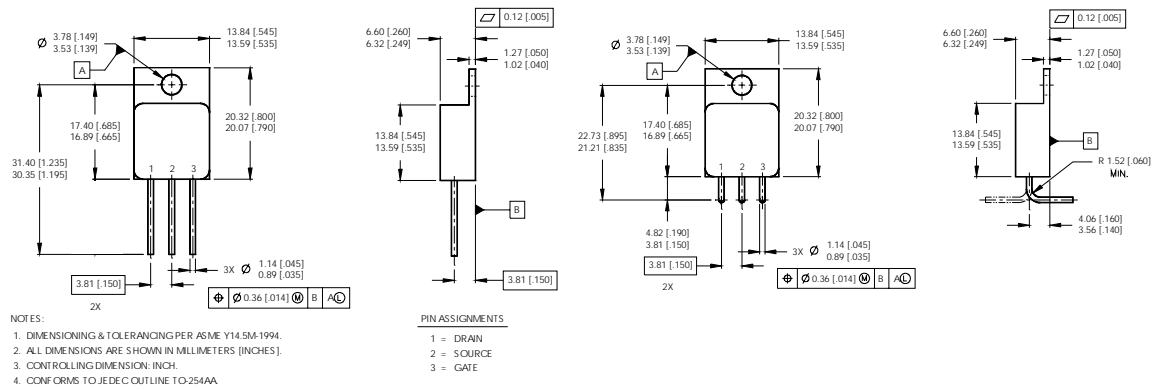 0.12 [.005]
3.78 [.149]
3.53 [.139]
13.84 [.545]
13.59 [.535]
A
6.60 [.260]
6.32 [.249]
1.27 [.050]
1.02 [.040]
17.40 [.685]
16.89 [.665]
20.32 [.800]
20.07 [.790]
31.40 [1.235]
30.35 [1.195]
1 2 3
13.84 [.545]
13.59 [.535]
B
3.81 [.150]
2X
3X Ø 1.14 [.045]
0.89 [.035]
Ø 0.36 [.014] Ⓜ B A Ⓛ
3.81 [.150]
Ø 3.78 [.149]
3.53 [.139]
13.84 [.545]
13.59 [.535]
A
17.40 [.685]
16.89 [.665]
20.32 [.800]
20.07 [.790]
22.73 [.895]
21.21 [.835]
1 2 3
4.82 [.190]
3.81 [.150]
3.81 [.150]
2X
3X Ø 1.14 [.045]
0.89 [.035]
Ø 0.36 [.014] Ⓜ B A Ⓛ
0.12 [.005]
6.60 [.260]
6.32 [.249]
1.27 [.050]
1.02 [.040]
13.84 [.545]
13.59 [.535]
B
R 1.52 [.060]
MIN.
4.06 [.160]
3.56 [.140]
NOTES:
1. DIMENSIONING & TOLERANCING PER ASME Y14.5M-1994.
2. ALL DIMENSIONS ARE SHOWN IN MILLIMETERS [INCHES].
3. CONTROLLING DIMENSION: INCH.
4. CONFORMS TO JEDEC OUTLINE TO-254AA.
PIN ASSIGNMENTS
1 = DRAIN
2 = SOURCE
3 = GATE